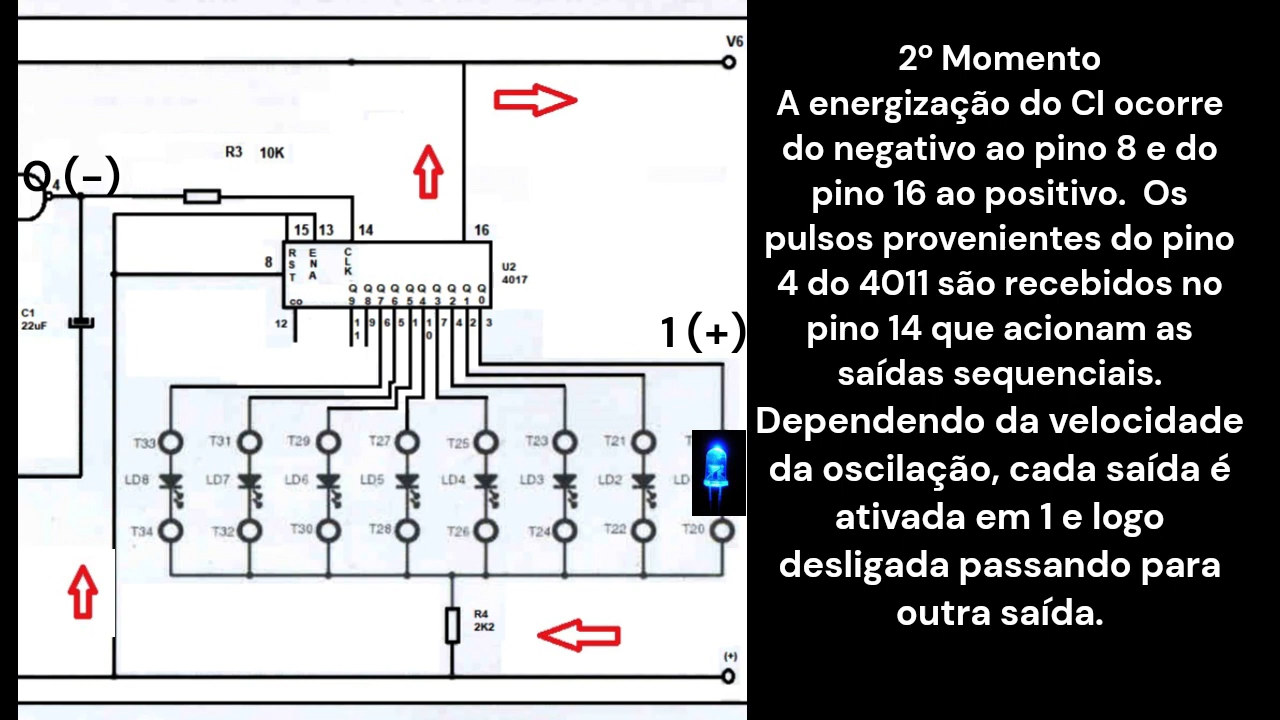 V6
R3 10K
0 (–)
4
15 13 14 16
8
R
S
T
E
N
A
C
L
K
U2
4017
Q Q Q Q Q Q Q Q Q Q
CO 9 8 7 6 5 4 3 2 1 0
12 11 9 6 5 1 10 7 4 2 3
C1
22uF
1 (+)
T33 T31 T29 T27 T25 T23 T21
LD8 LD7 LD6 LD5 LD4 LD3 LD2 LD
T34 T32 T30 T28 T26 T24 T22 T20
R4
2K2
(+)
2º Momento
A energização do CI ocorre
do negativo ao pino 8 e do
pino 16 ao positivo. Os
pulsos provenientes do pino
4 do 4011 são recebidos no
pino 14 que acionam as
saídas sequenciais.
Dependendo da velocidade
da oscilação, cada saída é
ativada em 1 e logo
desligada passando para
outra saída.